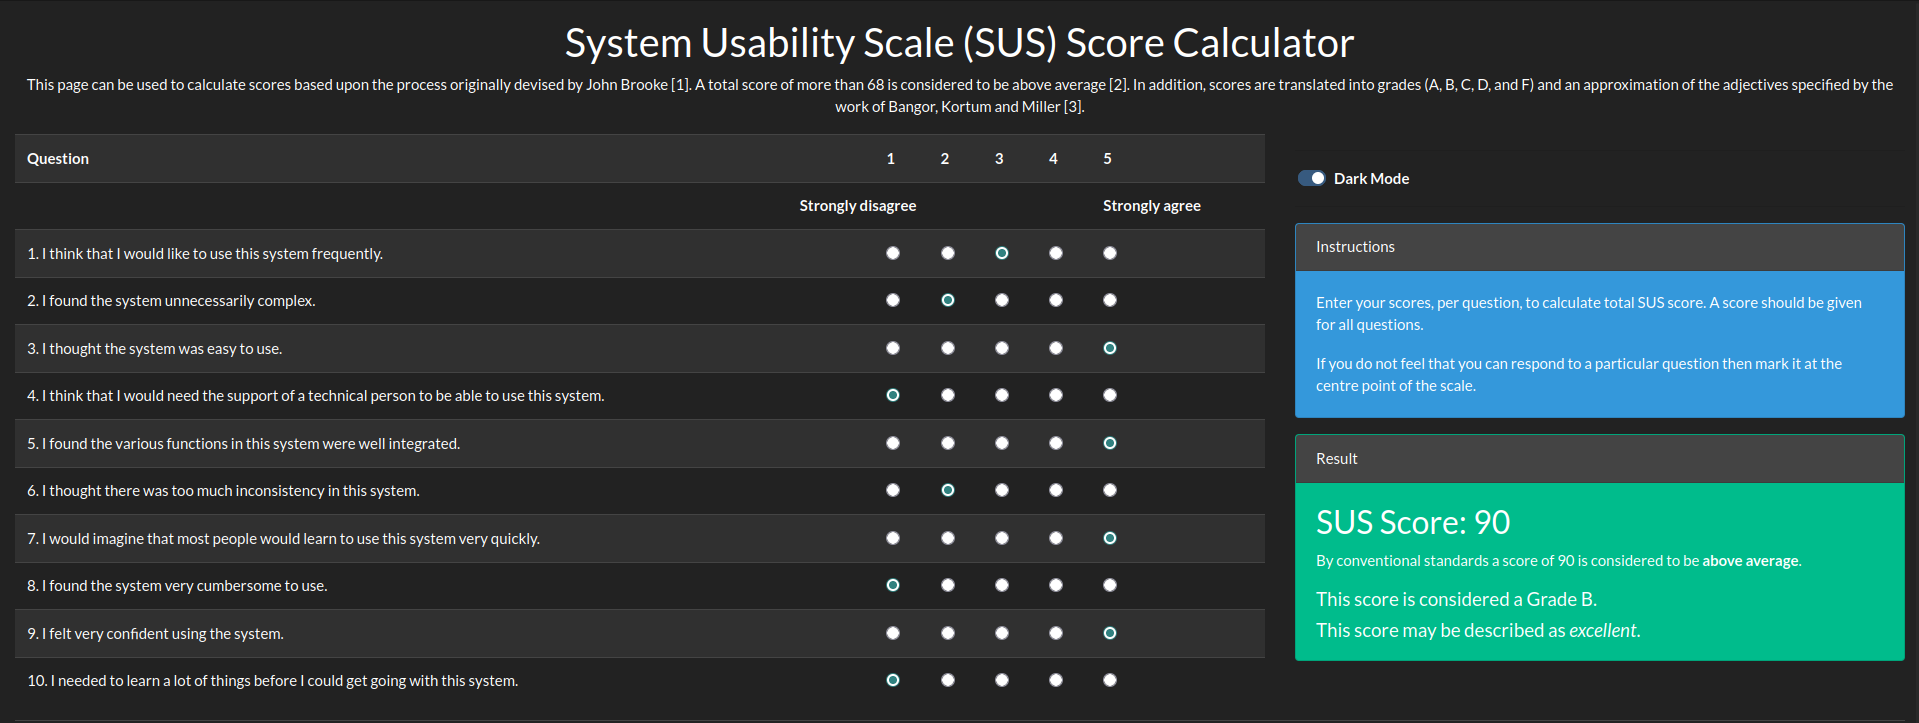 System Usability Scale (SUS) Score Calculator
This page can be used to calculate scores based upon the process originally devised by John Brooke [1]. A total score of more than 68 is considered to be above average [2]. In addition, scores are translated into grades (A, B, C, D, and F) and an approximation of the adjectives specified by the
work of Bangor, Kortum and Miller [3].
Question 1 2 3 4 5
Strongly disagree Strongly agree
1. I think that I would like to use this system frequently.
2. I found the system unnecessarily complex.
3. I thought the system was easy to use.
4. I think that I would need the support of a technical person to be able to use this system.
5. I found the various functions in this system were well integrated.
6. I thought there was too much inconsistency in this system.
7. I would imagine that most people would learn to use this system very quickly.
8. I found the system very cumbersome to use.
9. I felt very confident using the system.
10. I needed to learn a lot of things before I could get going with this system.
Dark Mode
Instructions
Enter your scores, per question, to calculate total SUS score. A score should be given
for all questions.
If you do not feel that you can respond to a particular question then mark it at the
centre point of the scale.
Result
SUS Score: 90
By conventional standards a score of 90 is considered to be above average.
This score is considered a Grade B.
This score may be described as excellent.